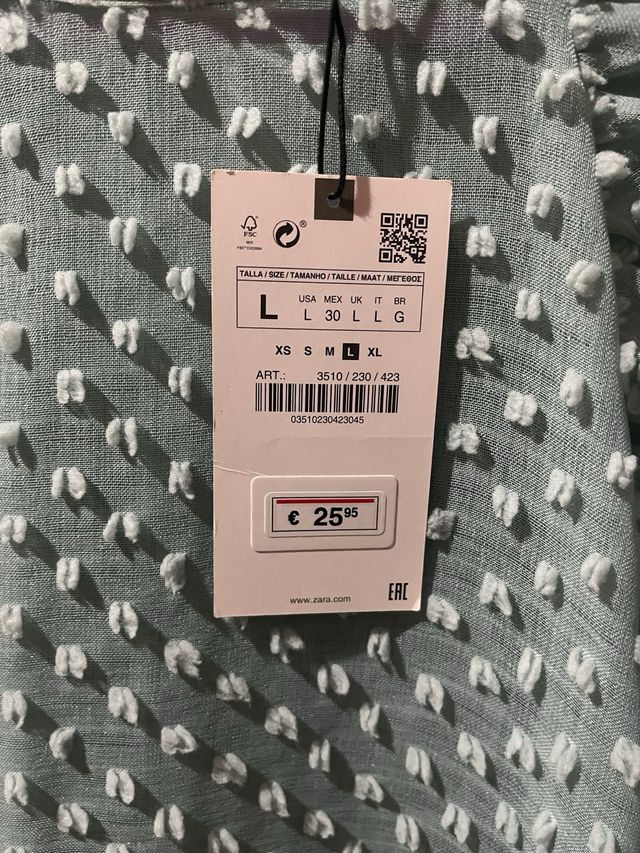 FSC
MIX
®
TALLA / SIZE / TAMANHO / TAILLE / MAAT / ΜΕΓΕΘΟΣ
L
USA MEX UK IT BR
L 30 L L G
XS S M L XL
ART.: 3510 / 230 / 423
03510230423045
€ 25 95
www.zara.com
EAC